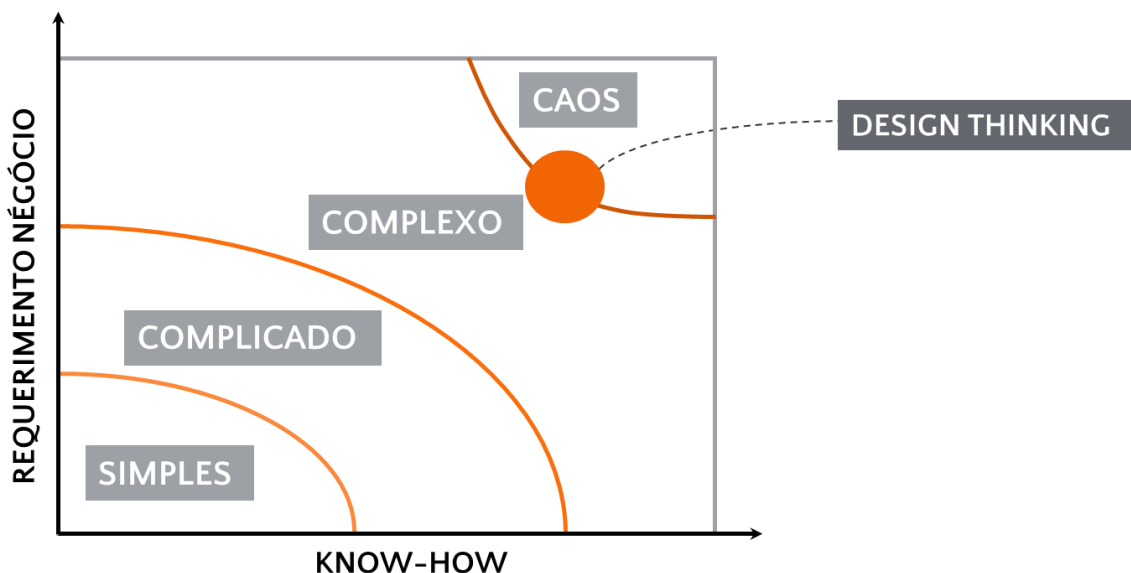 REQUERIMENTO NÉGÓCIO
CAOS
DESIGN THINKING
COMPLEXO
COMPLICADO
SIMPLES
KNOW-HOW